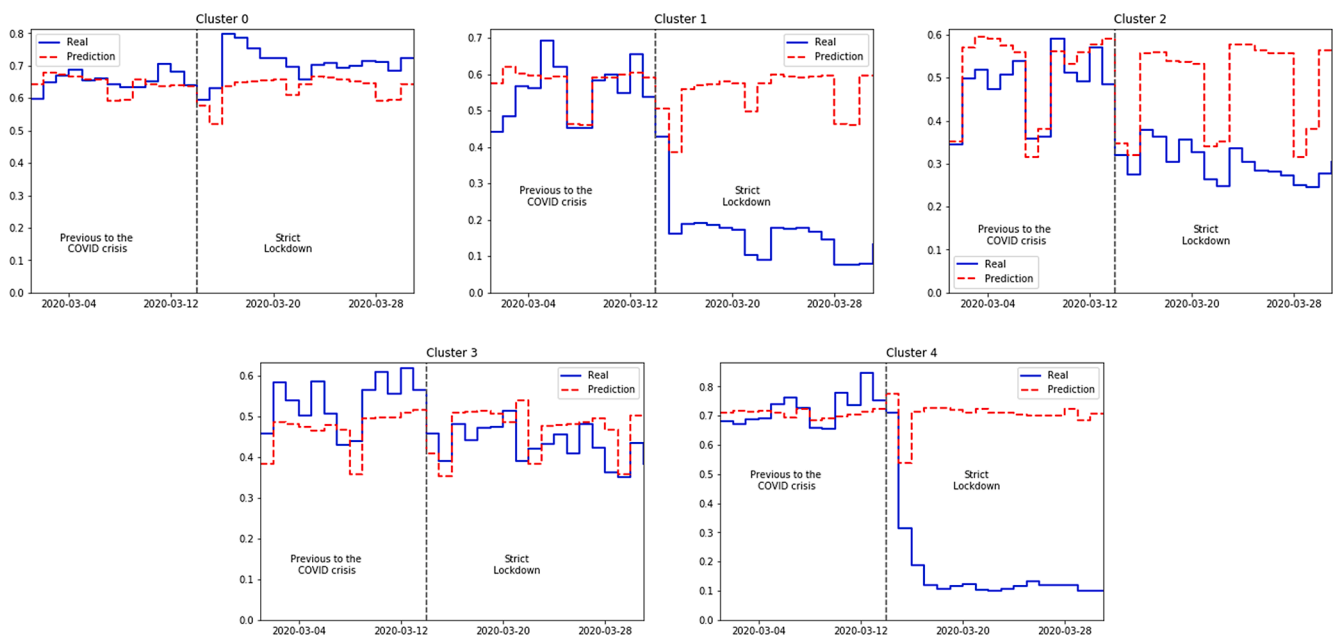 Cluster 0
0.8
0.7
0.6
0.5
0.4
0.3
0.2
0.1
0.0
Real
Prediction
Previous to the
COVID crisis
Strict
Lockdown
2020-03-04
2020-03-12
2020-03-20
2020-03-28
Cluster 1
0.7
0.6
0.5
0.4
0.3
0.2
0.1
0.0
Real
Prediction
Previous to the
COVID crisis
Strict
Lockdown
2020-03-04
2020-03-12
2020-03-20
2020-03-28
Cluster 2
0.6
0.5
0.4
0.3
0.2
0.1
0.0
Previous to the
COVID crisis
Strict
Lockdown
Real
Prediction
2020-03-04
2020-03-12
2020-03-20
2020-03-28
Cluster 3
0.6
0.5
0.4
0.3
0.2
0.1
0.0
Real
Prediction
Previous to the
COVID crisis
Strict
Lockdown
2020-03-04
2020-03-12
2020-03-20
2020-03-28
Cluster 4
0.8
0.7
0.6
0.5
0.4
0.3
0.2
0.1
0.0
Real
Prediction
Previous to the
COVID crisis
Strict
Lockdown
2020-03-04
2020-03-12
2020-03-20
2020-03-28